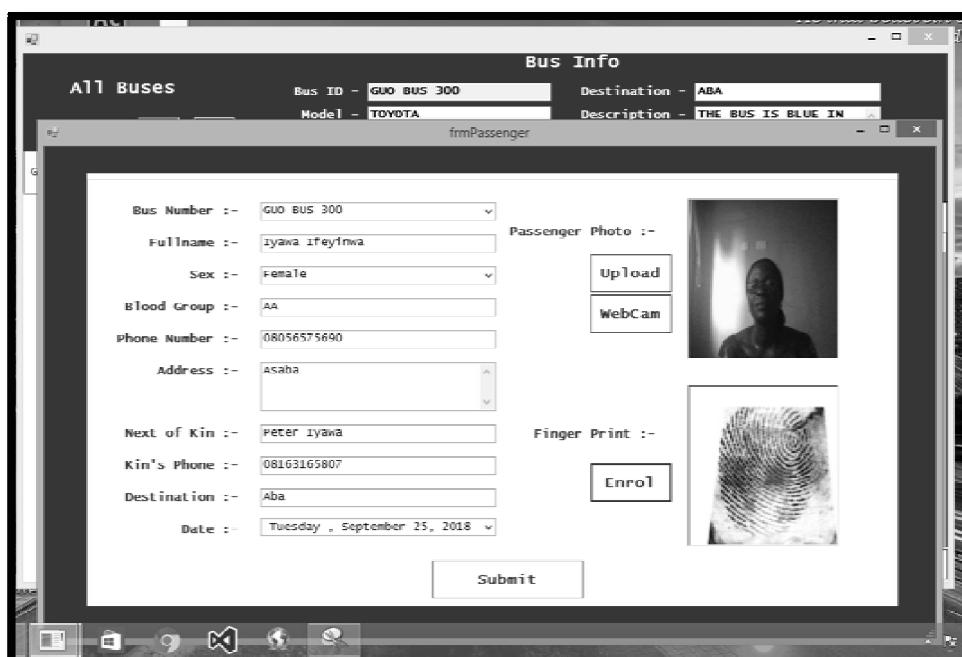 Bus Info
All Buses
Bus ID - GUO BUS 300 Destination - ABA
Model - TOYOTA Description - THE BUS IS BLUE IN
frmPassenger
Bus Number :- GUO BUS 300
Fullname :- Iyawa Ifeyinwa
Passenger Photo :-
Sex :- Female
Upload
Blood Group :- AA
WebCam
Phone Number :- 08056575690
Address :- Asaba
Next of Kin :- Peter Iyawa
Finger Print :-
Kin's Phone :- 08163165807
Enrol
Destination :- Aba
Date :- Tuesday , September 25, 2018
Submit